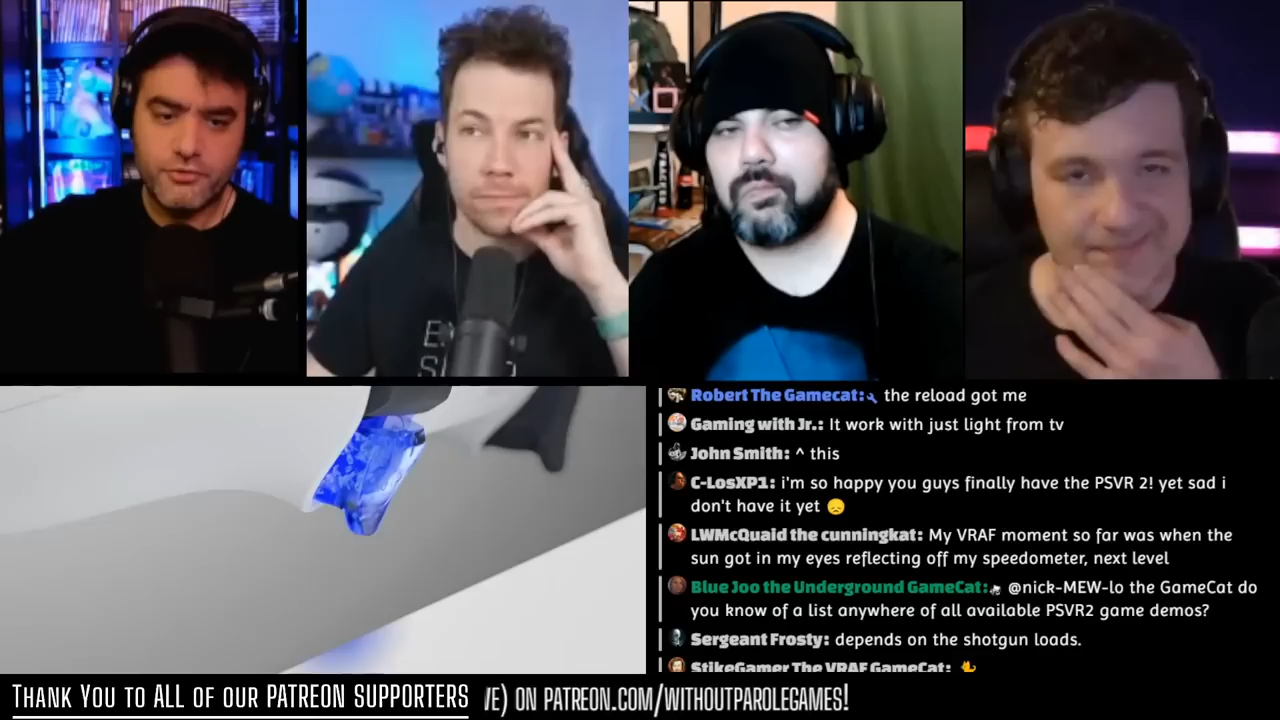 Robert The Gamecat: the reload got me
Gaming with Jr.: It work with just light from tv
John Smith: ^ this
C-LosXP1: i'm so happy you guys finally have the PSVR 2! yet sad i
don't have it yet 😞
LWMcQuaid the cunningkat: My VRAF moment so far was when the
sun got in my eyes reflecting off my speedometer, next level
Blue Joo the Underground GameCat: @nick-MEW-lo the GameCat do
you know of a list anywhere of all available PSVR2 game demos?
Sergeant Frosty: depends on the shotgun loads.
StikeGamer The VRAF GameCat: 🐈
THANK YOU TO ALL OF OUR PATREON SUPPORTERS VE) ON PATREON.COM/WITHOUTPAROLEGAMES!